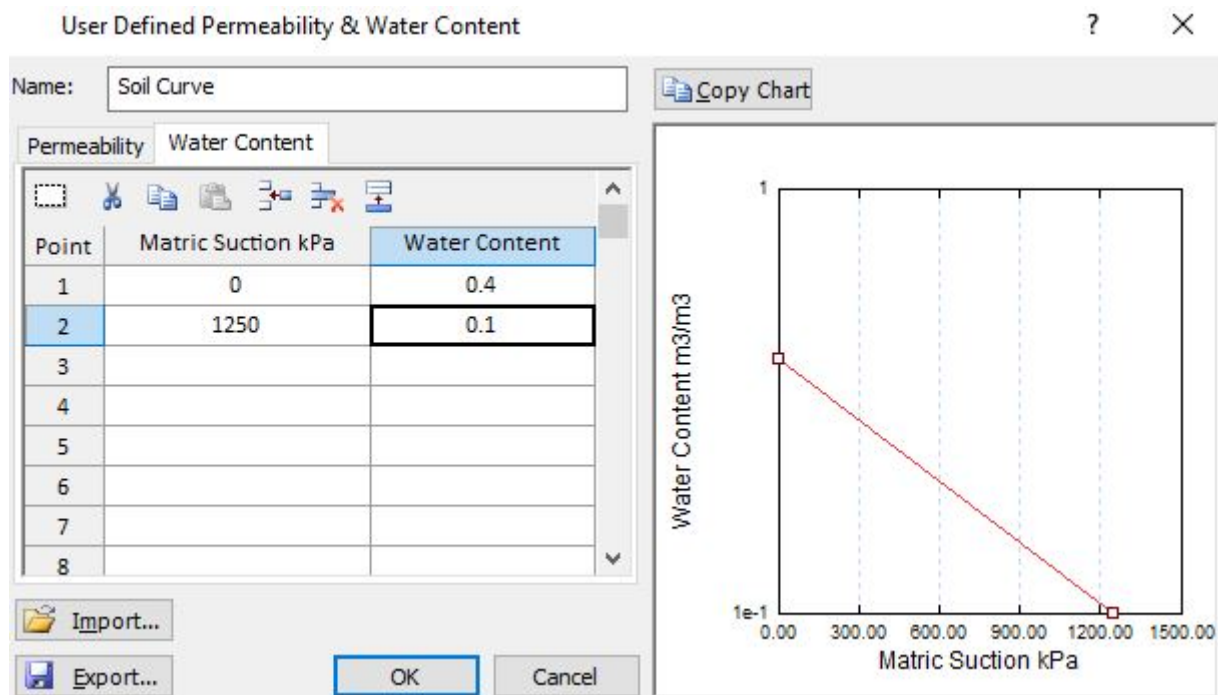 User Defined Permeability & Water Content
?
Name: Soil Curve
Copy Chart
Permeability Water Content
Point Matric Suction kPa Water Content
1 0 0.4
2 1250 0.1
3
4
5
6
7
8
Import...
Export... OK Cancel
1
Water Content m3/m3
1e-1
0.00 300.00 600.00 900.00 1200.00 1500.00
Matric Suction kPa